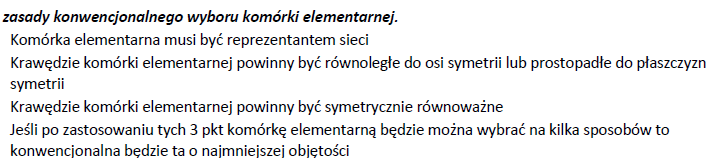 zasady konwencjonalnego wyboru komórki elementarnej.
Komórka elementarna musi być reprezentantem sieci
Krawędzie komórki elementarnej powinny być równoległe do osi symetrii lub prostopadłe do płaszczyzn
symetrii
Krawędzie komórki elementarnej powinny być symetrycznie równoważne
Jeśli po zastosowaniu tych 3 pkt komórkę elementarną będzie można wybrać na kilka sposobów to
konwencjonalna będzie ta o najmniejszej objętości